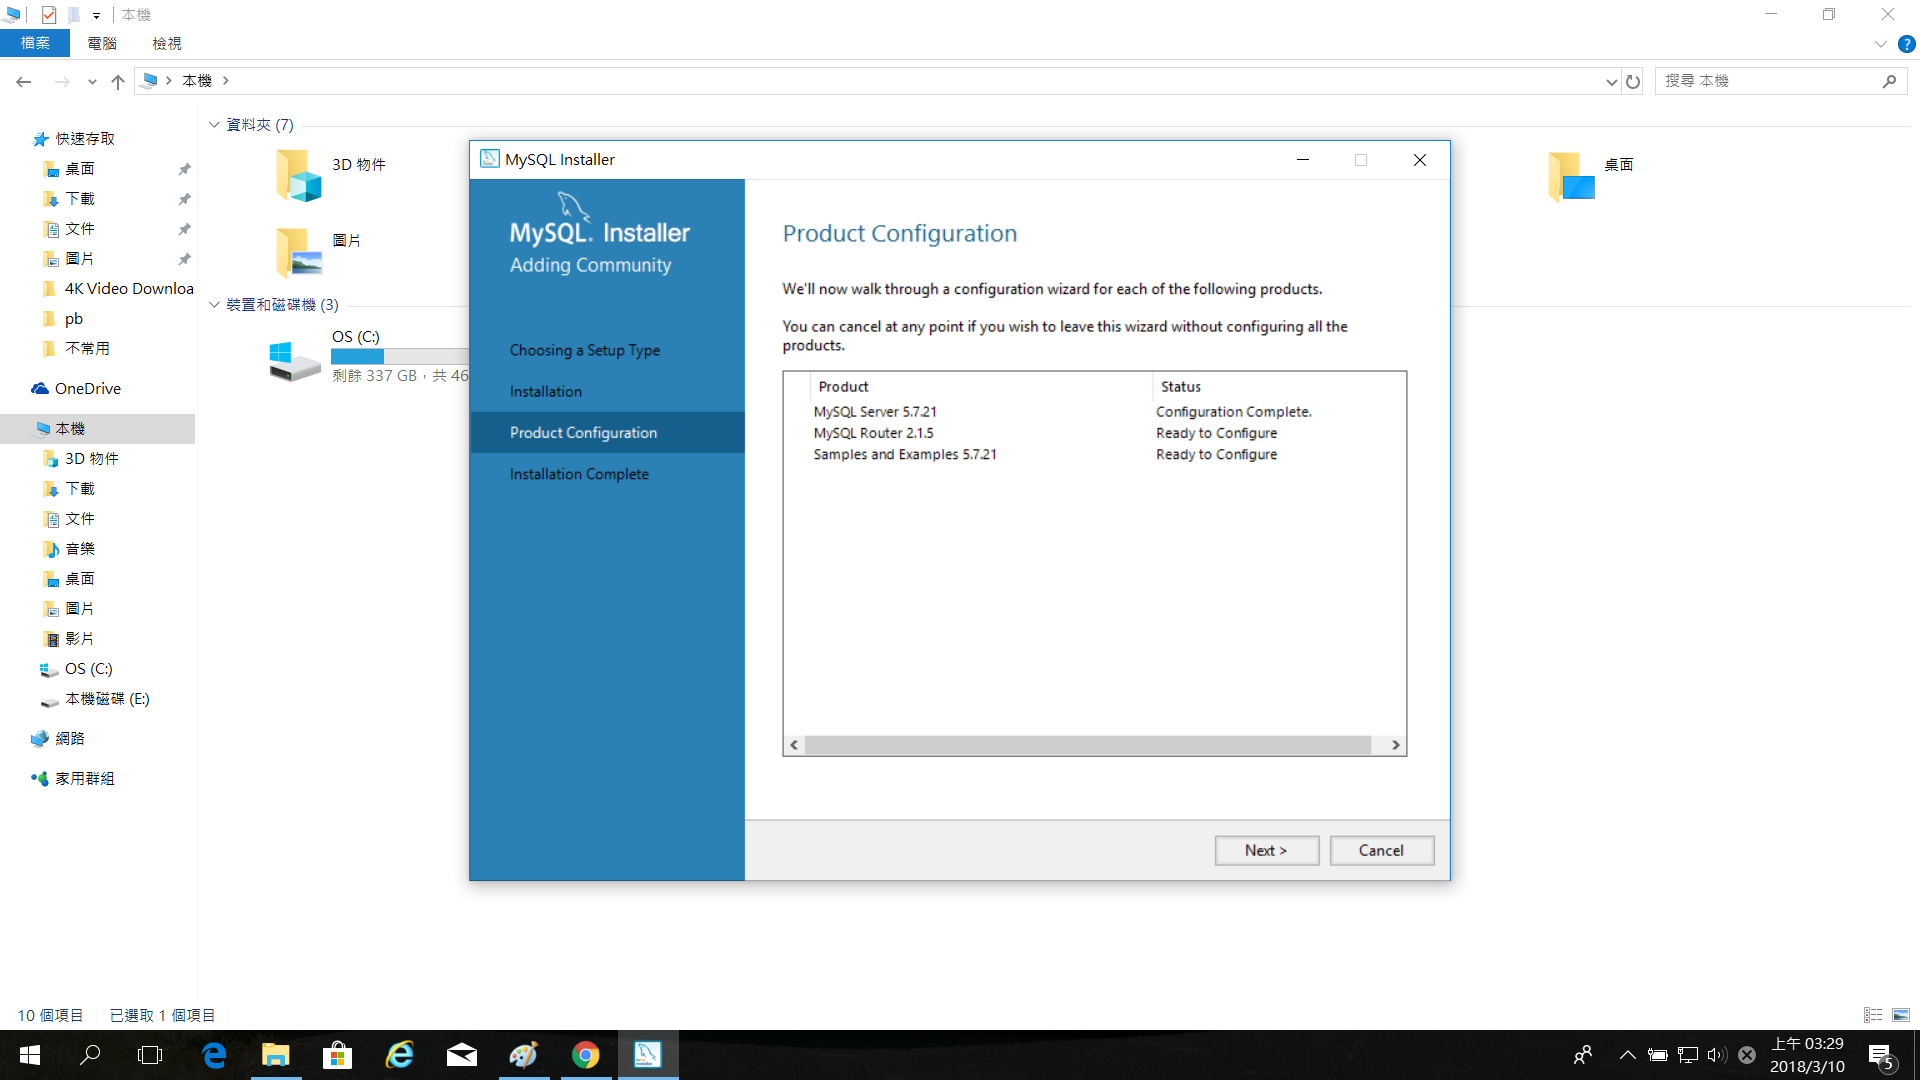 本機
檔案 電腦 檢視
本機
搜尋 本機
快速存取
桌面
下載
文件
圖片
4K Video Downloa
pb
不常用
OneDrive
本機
3D 物件
下載
文件
音樂
桌面
圖片
影片
OS (C:)
本機磁碟 (E:)
網路
家用群組
資料夾 (7)
3D 物件
圖片
桌面
裝置和磁碟機 (3)
OS (C:)
剩餘 337 GB，共 46
MySQL Installer
MySQL. Installer
Adding Community
Choosing a Setup Type
Installation
Product Configuration
Installation Complete
Product Configuration
We'll now walk through a configuration wizard for each of the following products.
You can cancel at any point if you wish to leave this wizard without configuring all the
products.
Product Status
MySQL Server 5.7.21 Configuration Complete.
MySQL Router 2.1.5 Ready to Configure
Samples and Examples 5.7.21 Ready to Configure
Next > Cancel
10 個項目 已選取 1 個項目
上午 03:29
2018/3/10
5